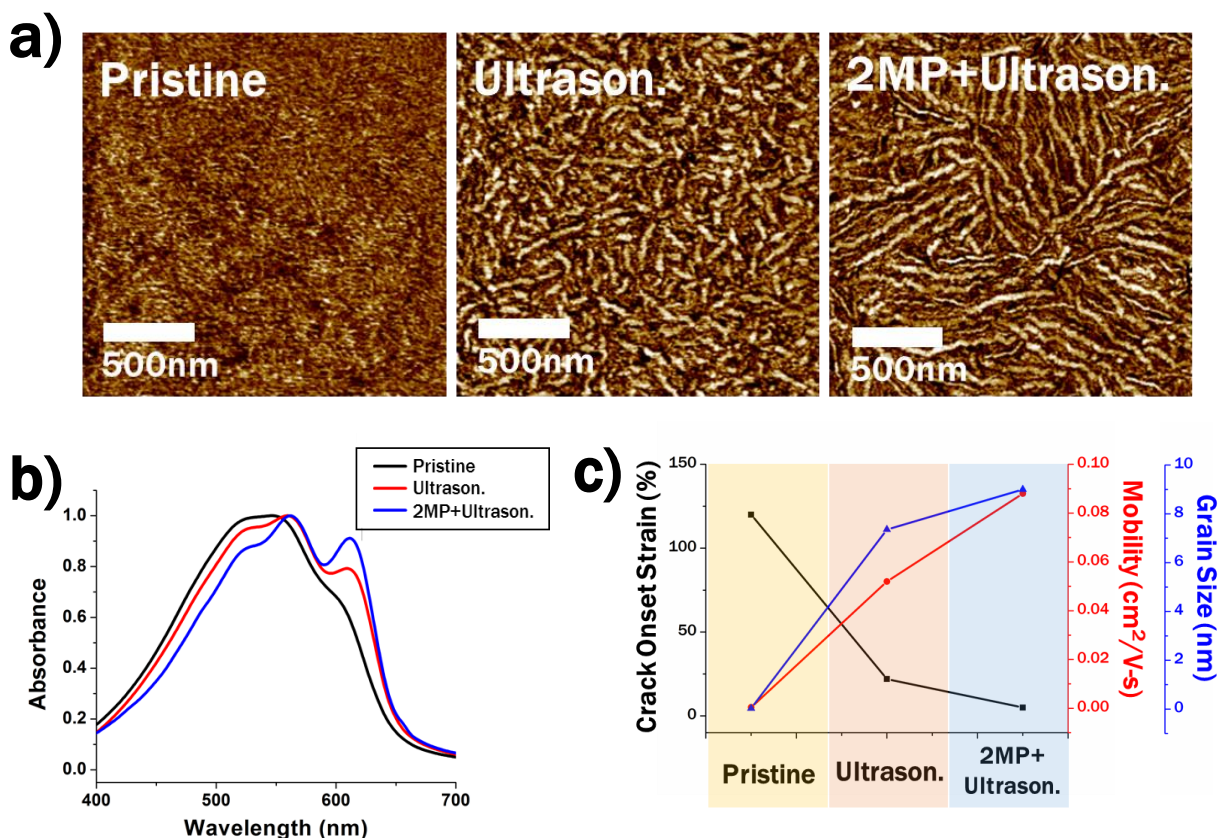 a)
Pristine
500nm
Ultrason.
500nm
2MP+Ultrason.
500nm
b)
Pristine
Ultrason.
2MP+Ultrason.
Absorbance
1.0
0.8
0.6
0.4
0.2
0.0
400
500
600
700
Wavelength (nm)
c)
Crack Onset Strain (%)
150
100
50
0
0.10
0.08
0.06
0.04
0.02
0.00
Mobility (cm²/V-s)
10
8
6
4
2
0
Grain Size (nm)
Pristine
Ultrason.
2MP+
Ultrason.